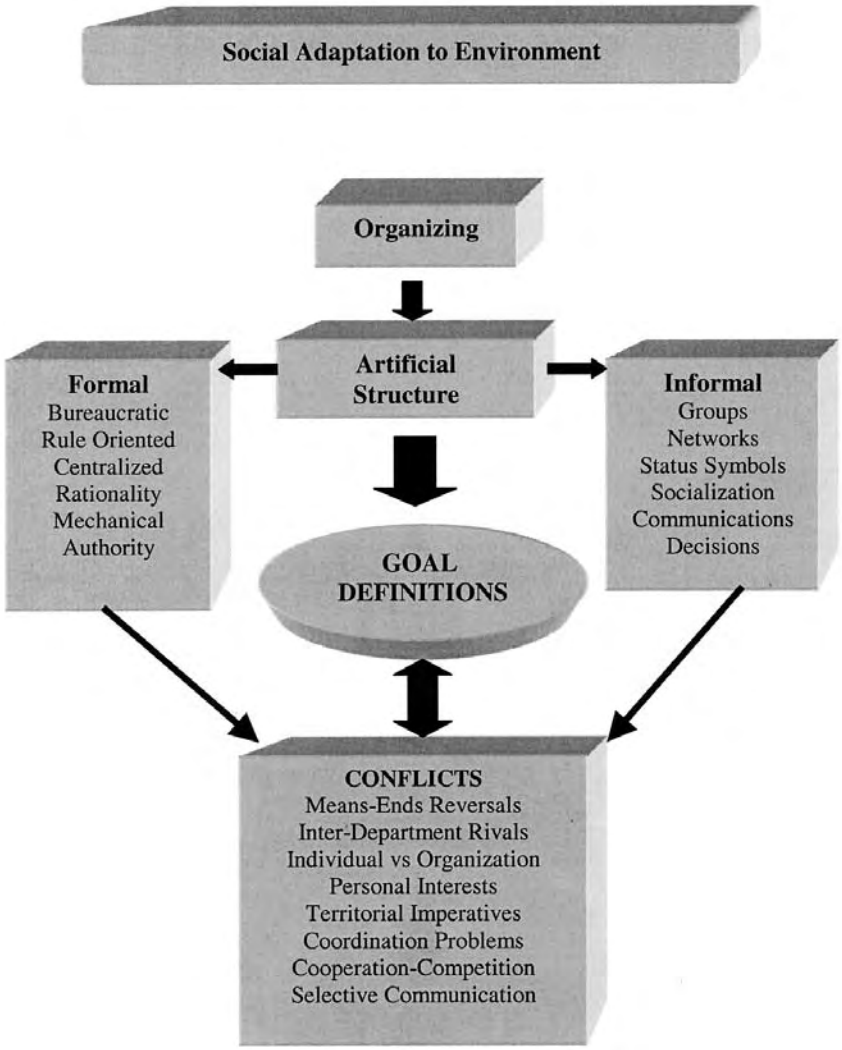 Social Adaptation to Environment
Organizing
Artificial
Structure
Formal
Bureaucratic
Rule Oriented
Centralized
Rationality
Mechanical
Authority
Informal
Groups
Networks
Status Symbols
Socialization
Communications
Decisions
GOAL
DEFINITIONS
CONFLICTS
Means-Ends Reversals
Inter-Department Rivals
Individual vs Organization
Personal Interests
Territorial Imperatives
Coordination Problems
Cooperation-Competition
Selective Communication